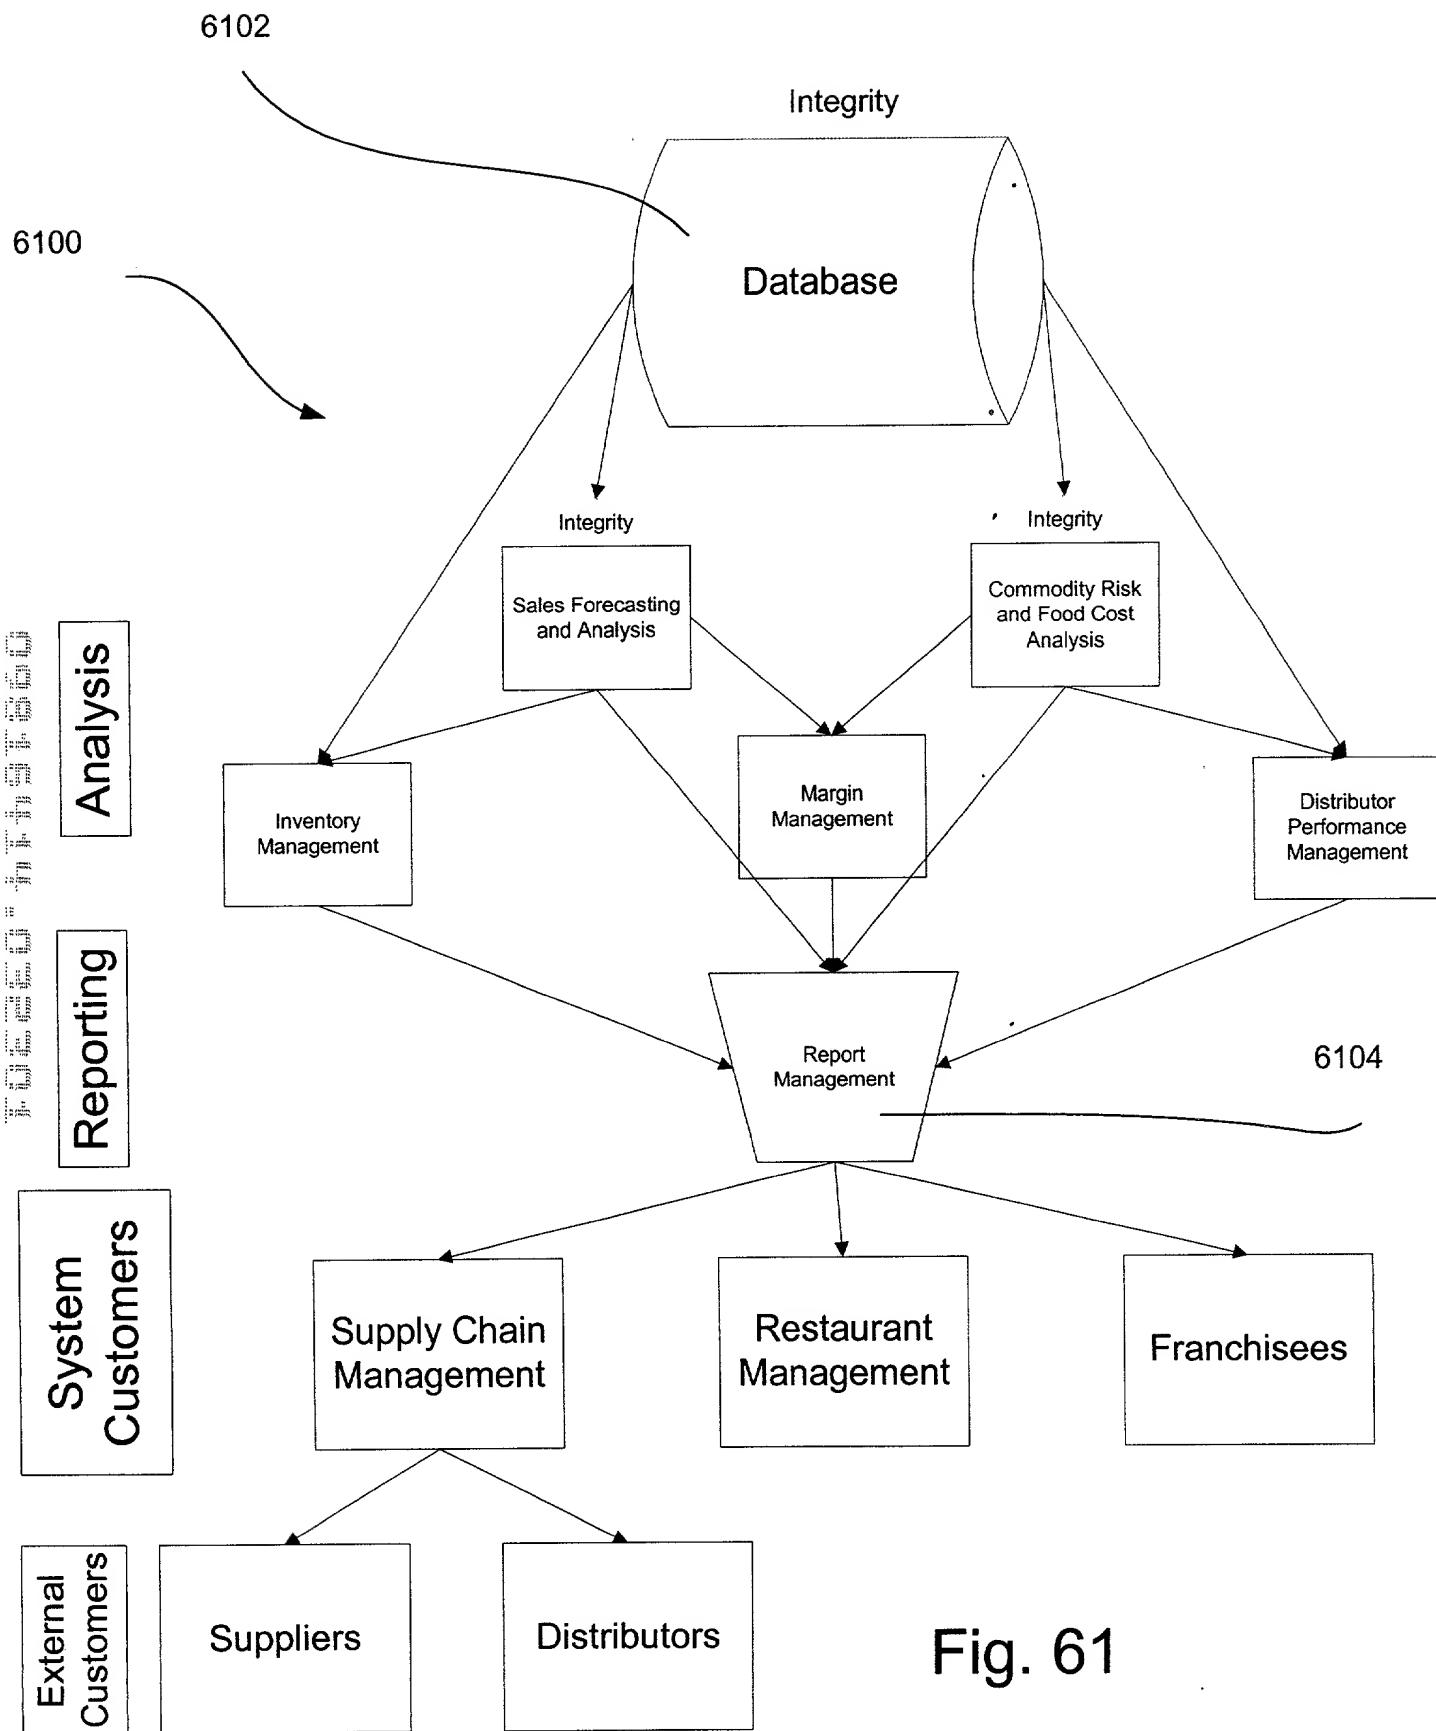 6102
Integrity
6100
Database
Integrity
Integrity
Sales Forecasting
and Analysis
Commodity Risk
and Food Cost
Analysis
Analysis
Inventory
Management
Margin
Management
Distributor
Performance
Management
Reporting
Report
Management
6104
System
Customers
Supply Chain
Management
Restaurant
Management
Franchisees
External
Customers
Suppliers
Distributors
Fig. 61